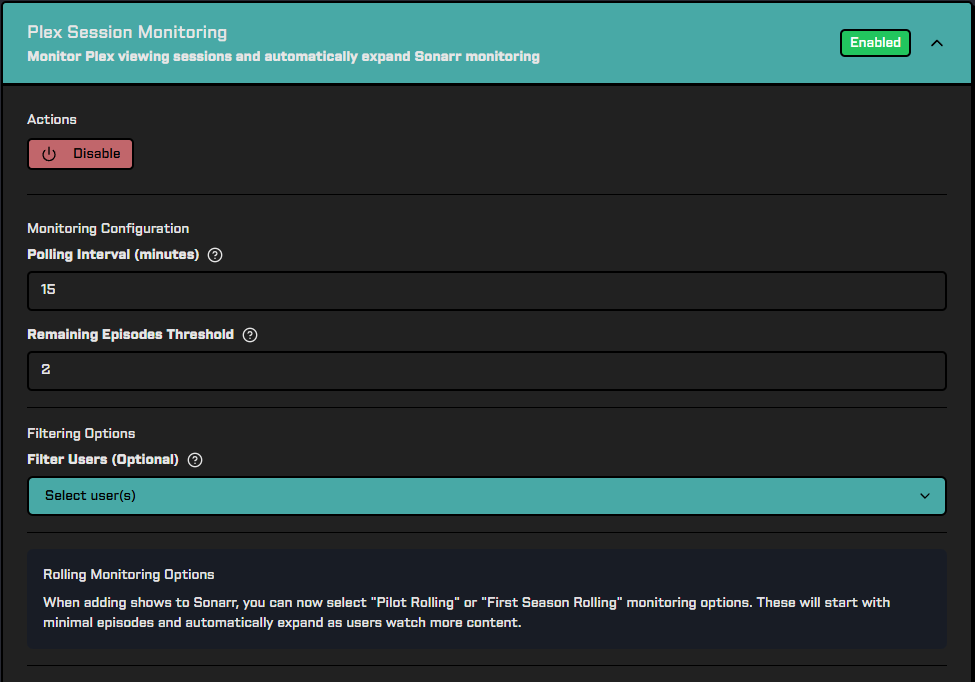 Plex Session Monitoring
Monitor Plex viewing sessions and automatically expand Sonarr monitoring
Enabled
Actions
Disable
Monitoring Configuration
Polling Interval (minutes) ?
15
Remaining Episodes Threshold ?
2
Filtering Options
Filter Users (Optional) ?
Select user(s)
Rolling Monitoring Options
When adding shows to Sonarr, you can now select "Pilot Rolling" or "First Season Rolling" monitoring options. These will start with
minimal episodes and automatically expand as users watch more content.